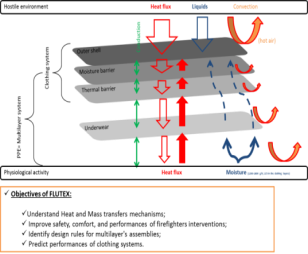 Hostile environment
Heat flux
Liquids
Convection
(hot air)
Outer shell
Moisture barrier
Thermal barrier
Underwear
Clothing system
PPE= Multilayer system
Physiological activity
Heat flux
Moisture
Objectives of FLUTEX:
Understand Heat and Mass transfers mechanisms;
Improve safety, comfort, and performances of firefighters interventions;
Identify design rules for multilayer's assemblies;
Predict performances of clothing systems.